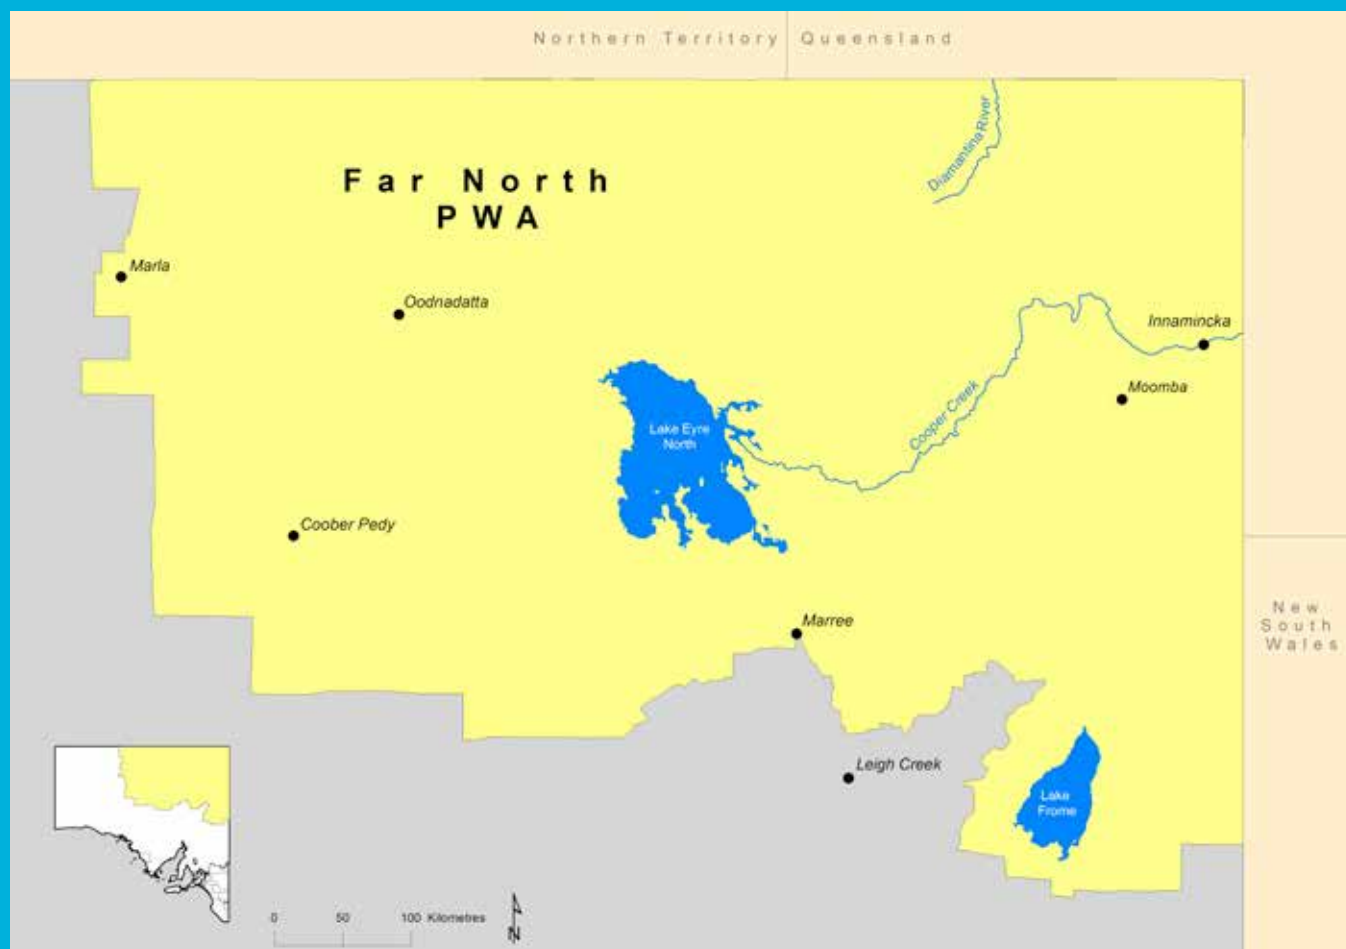 Northern Territory
Queensland
Diamantina River
Far North
PWA
Marla
Oodnadatta
Innamincka
Moomba
Cooper Creek
Lake Eyre
North
Coober Pedy
New
South
Wales
Marree
Leigh Creek
Lake
Frome
0 50 100 Kilometres
N